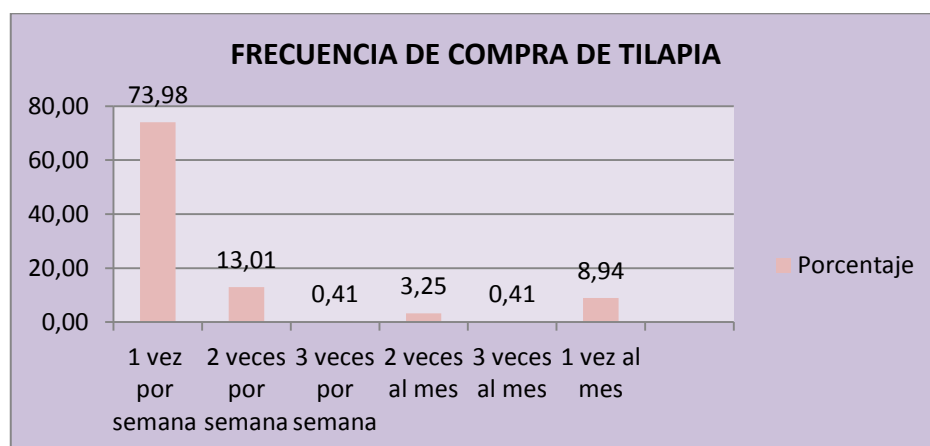 FRECUENCIA DE COMPRA DE TILAPIA
80,00
60,00
40,00
20,00
0,00
73,98
13,01
0,41
3,25
0,41
8,94
1 vez
por
semana
2 veces
por
semana
3 veces
por
semana
2 veces
al mes
3 veces
al mes
1 vez al
mes
Porcentaje